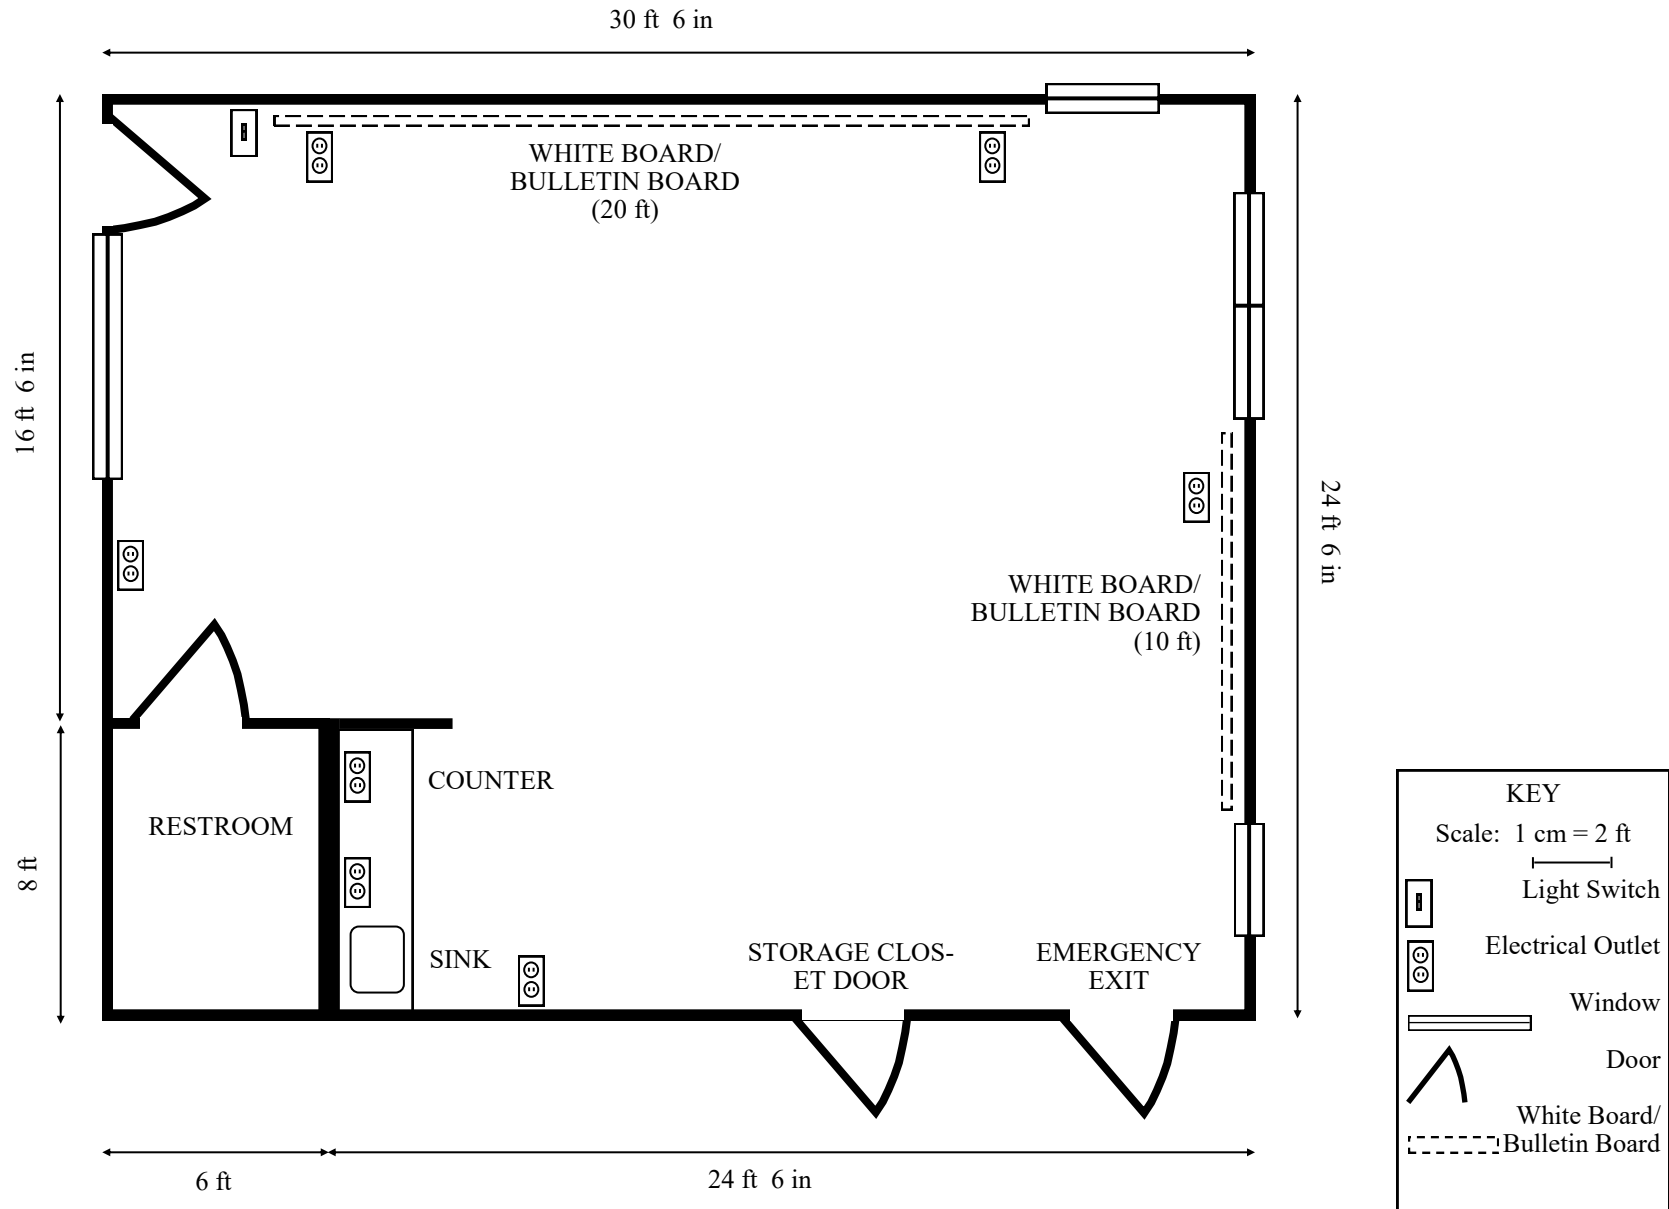 30 ft  6 in
WHITE BOARD/
BULLETIN BOARD
(20 ft)
16 ft  6 in
24 ft  6 in
WHITE BOARD/
BULLETIN BOARD
(10 ft)
COUNTER
RESTROOM
8 ft
SINK
STORAGE CLOS-
ET DOOR
EMERGENCY
EXIT
6 ft
24 ft  6 in
KEY
Scale:  1 cm = 2 ft
Light Switch
Electrical Outlet
Window
Door
White Board/
Bulletin Board